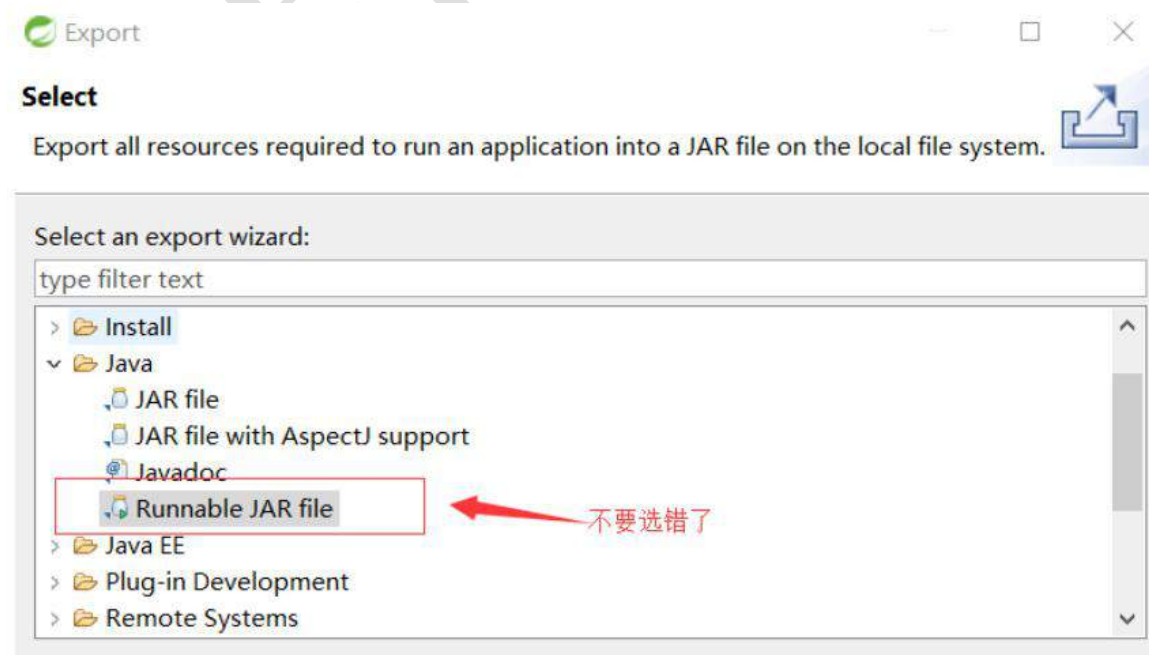 Export
Select
Export all resources required to run an application into a JAR file on the local file system.
Select an export wizard:
type filter text
Install
Java
JAR file
JAR file with AspectJ support
Javadoc
Runnable JAR file
不要选错了
Java EE
Plug-in Development
Remote Systems